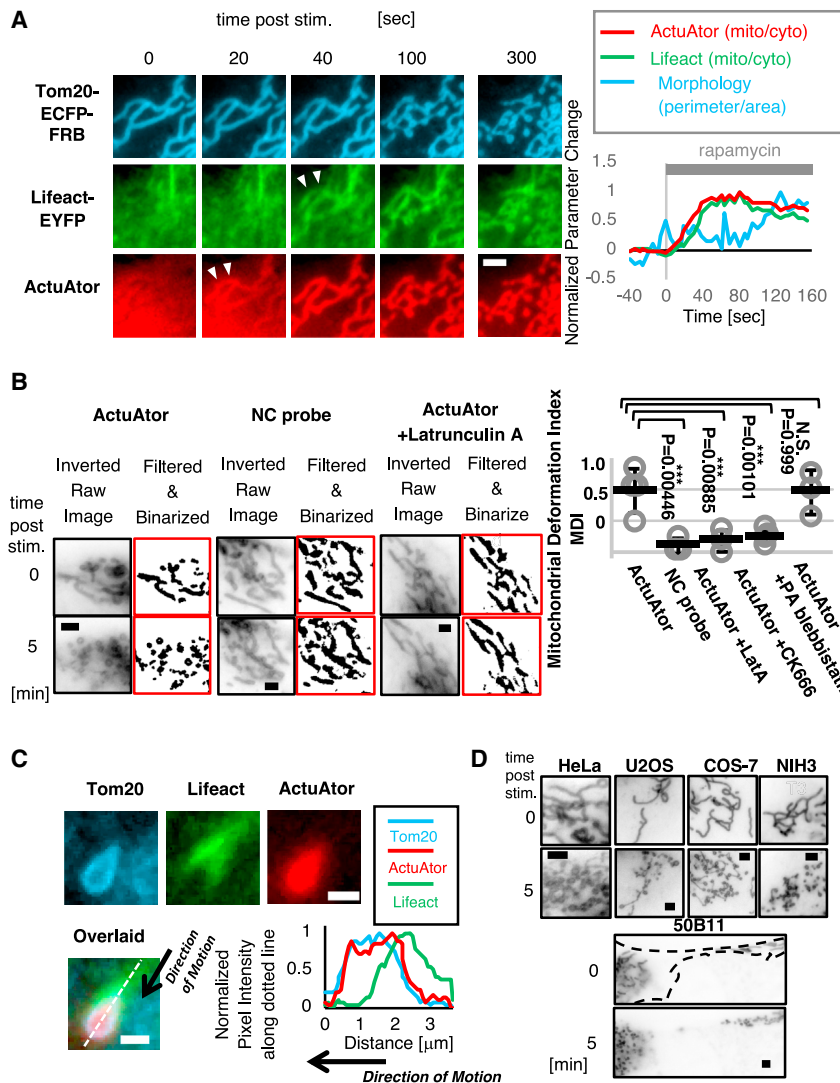 A
time post stim. [sec]
0 20 40 100 300
Tom20-
ECFP-
FRB
Lifeact-
EYFP
ActuAtor
ActuAtor (mito/cyto)
Lifeact (mito/cyto)
Morphology
(perimeter/area)
Normalized Parameter Change
rapamycin
1.5
1
0.5
0
-0.5
-40 0 40 80 120 160
Time [sec]
B
ActuAtor NC probe ActuAtor
+Latrunculin A
Inverted Raw Image
Filtered & Binarized
Inverted Raw Image
Filtered & Binarized
Inverted Raw Image
Filtered & Binarize
time
post
stim.
0
5
[min]
Mitochondrial Deformation Index
MDI
1.0
0.5
0
***
P=0.00446
***
P=0.00885
***
P=0.00101
N.S.
P=0.999
ActuAtor
NC probe
ActuAtor +LatA
ActuAtor +CK666
ActuAtor
+PA blebbistatin
C
Tom20 Lifeact ActuAtor
Tom20
ActuAtor
Lifeact
Overlaid
Direction
of Motion
Normalized
Pixel Intensity
along dotted line
1
0.5
0
0 1 2 3
Distance [μm]
Direction of Motion
D
time
post
stim.
HeLa U2OS COS-7 NIH3
T3
0
5
50B11
0
5
[min]